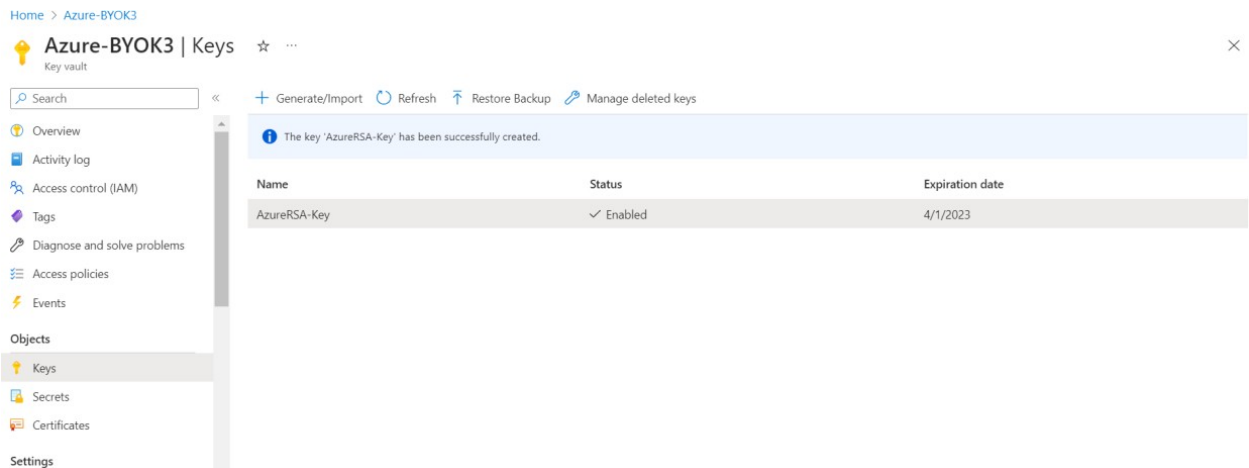 Home > Azure-BYOK3
Azure-BYOK3 | Keys
Key vault
Search
Generate/Import Refresh Restore Backup Manage deleted keys
Overview
Activity log
Access control (IAM)
Tags
Diagnose and solve problems
Access policies
Events
Objects
Keys
Secrets
Certificates
Settings
The key 'AzureRSA-Key' has been successfully created.
Name Status Expiration date
AzureRSA-Key Enabled 4/1/2023